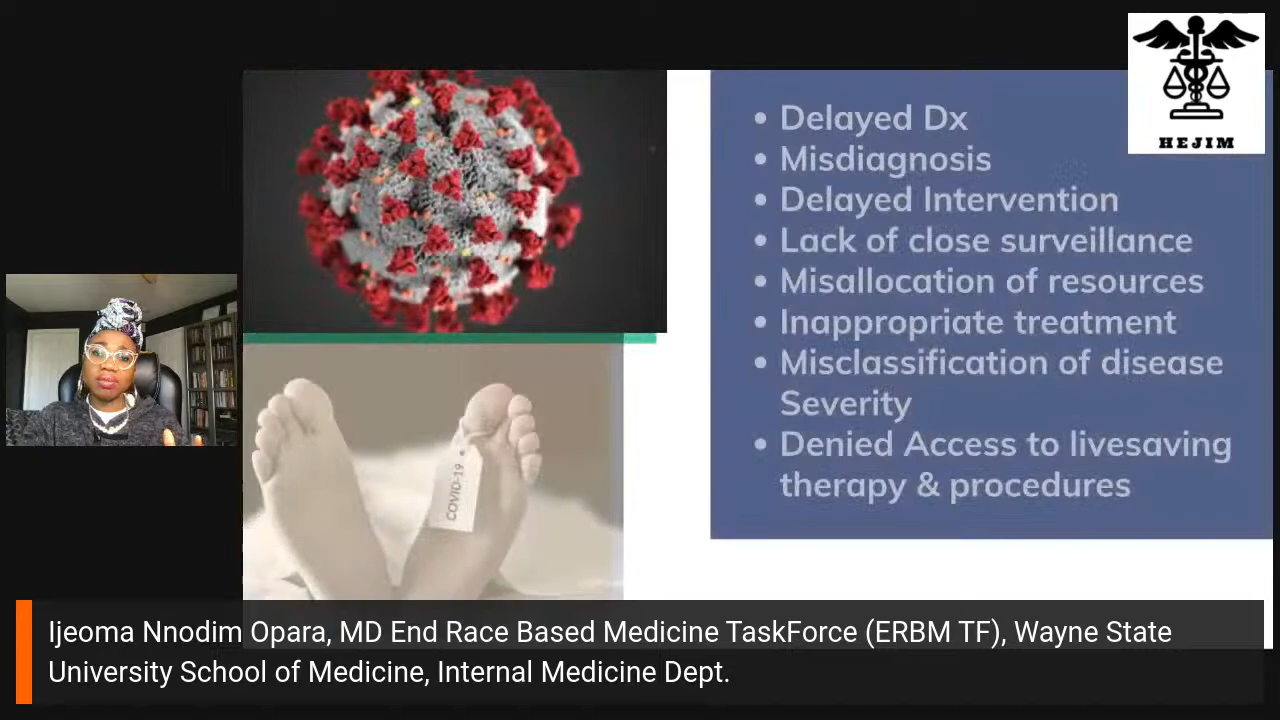 HEJIM
Delayed Dx
Misdiagnosis
Delayed Intervention
Lack of close surveillance
Misallocation of resources
Inappropriate treatment
Misclassification of disease
Severity
Denied Access to livesaving
therapy & procedures
COVID-19
Ijeoma Nnodim Opara, MD End Race Based Medicine TaskForce (ERBM TF), Wayne State
University School of Medicine, Internal Medicine Dept.